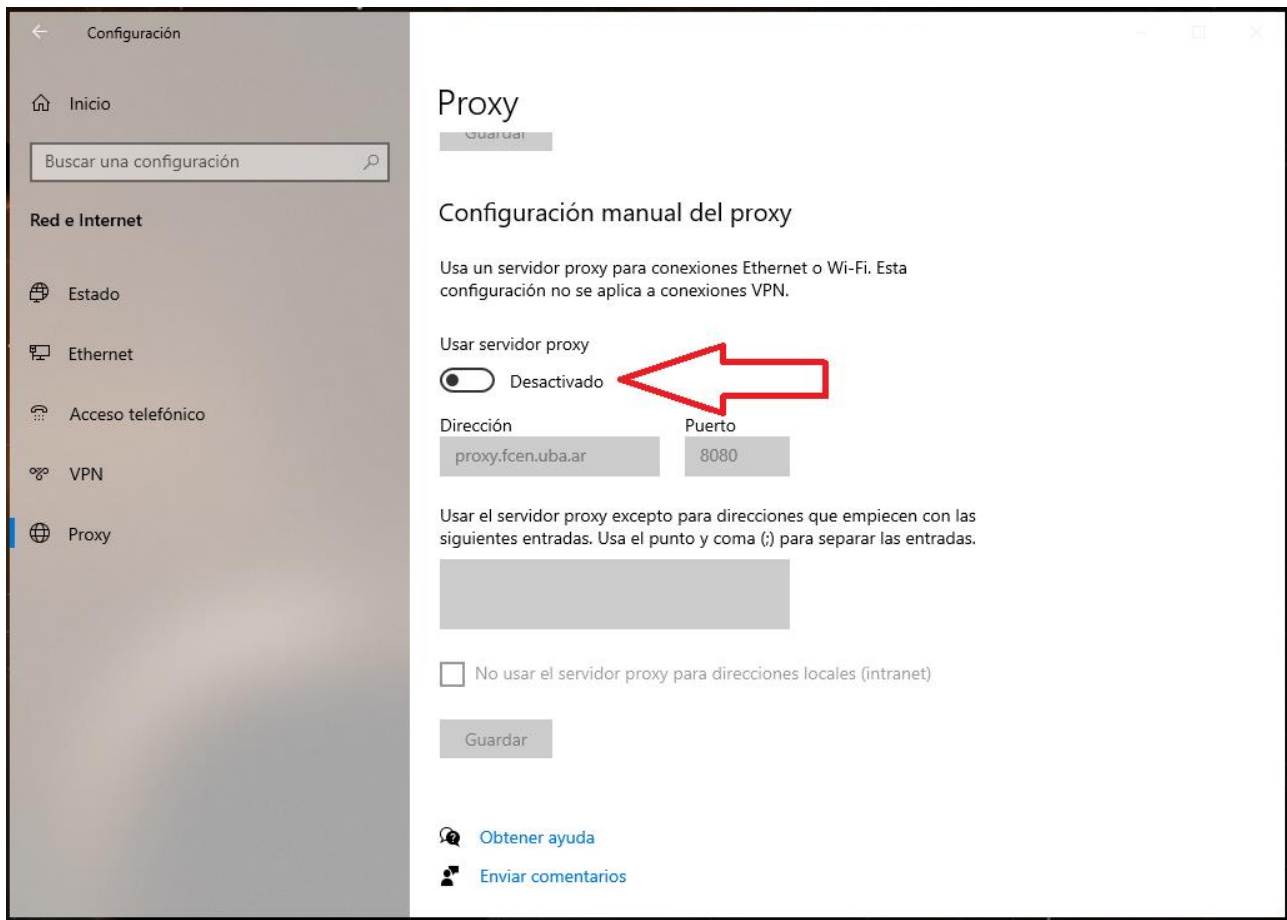 Configuración
Inicio
Buscar una configuración
Red e Internet
Estado
Ethernet
Acceso telefónico
VPN
Proxy
Proxy
Guardar
Configuración manual del proxy
Usa un servidor proxy para conexiones Ethernet o Wi-Fi. Esta
configuración no se aplica a conexiones VPN.
Usar servidor proxy
Desactivado
Dirección
Puerto
proxy.fcen.uba.ar
8080
Usar el servidor proxy excepto para direcciones que empiecen con las
siguientes entradas. Usa el punto y coma (;) para separar las entradas.
No usar el servidor proxy para direcciones locales (intranet)
Guardar
Obtener ayuda
Enviar comentarios